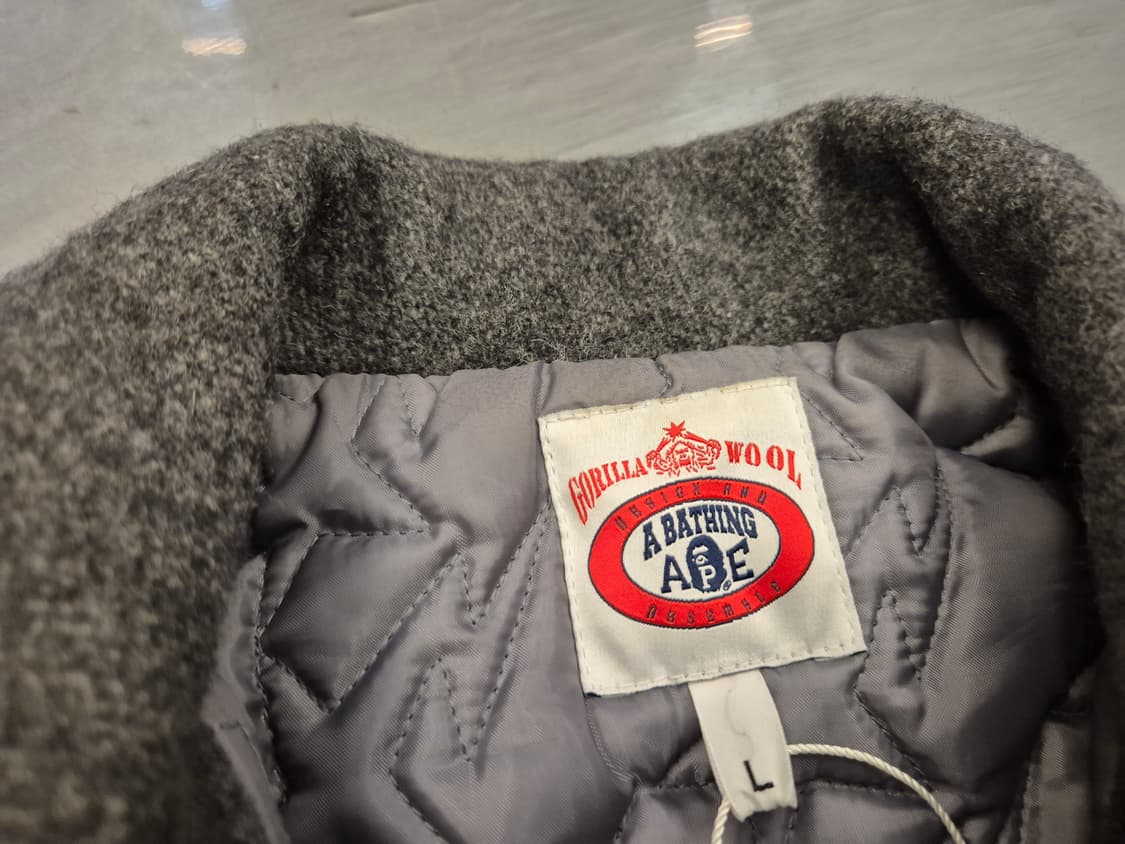 GORILLA WOOL
DESIGN AND
A BATHING
APE
ASSEMBLE
L